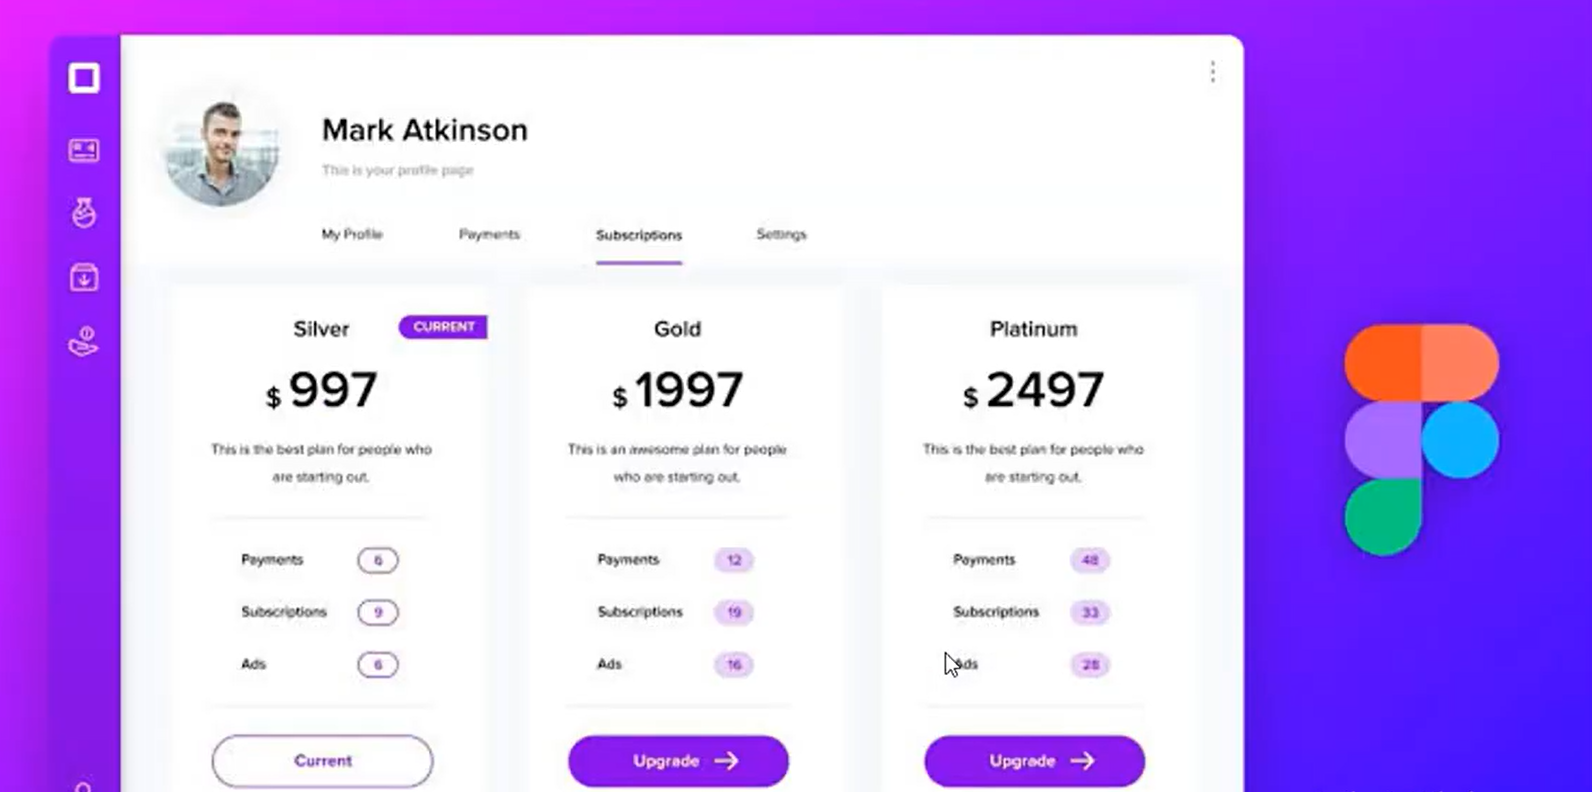 Mark Atkinson
This is your profile page
My Profile Payments Subscriptions Settings
Silver
CURRENT
$ 997
This is the best plan for people who
are starting out.
Payments 6
Subscriptions 9
Ads 6
Current
Gold
$ 1997
This is an awesome plan for people
who are starting out.
Payments 12
Subscriptions 19
Ads 16
Upgrade
Platinum
$ 2497
This is the best plan for people who
are starting out.
Payments 48
Subscriptions 33
Ads 28
Upgrade